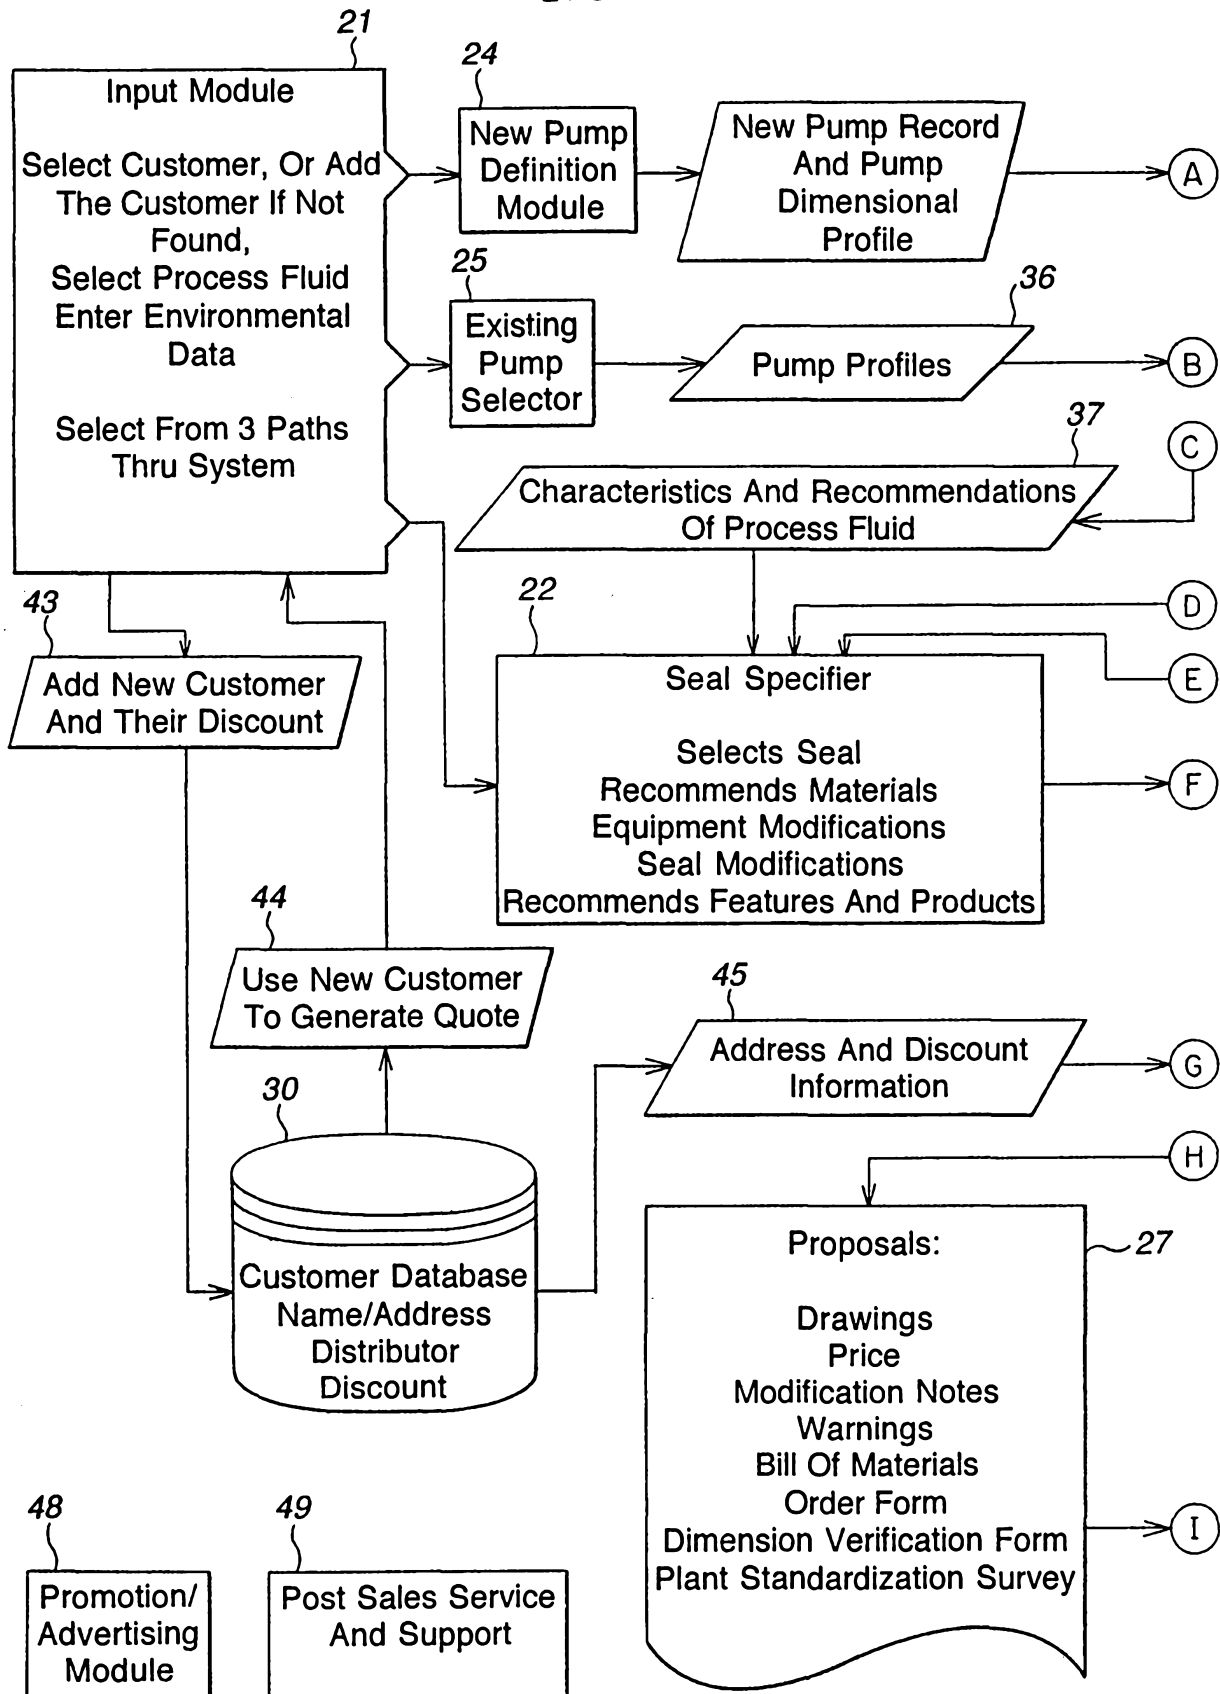 21
Input Module
Select Customer, Or Add
The Customer If Not
Found,
Select Process Fluid
Enter Environmental
Data
Select From 3 Paths
Thru System
24
New Pump
Definition
Module
New Pump Record
And Pump
Dimensional
Profile
A
25
Existing
Pump
Selector
36
Pump Profiles
B
37
Characteristics And Recommendations
Of Process Fluid
C
D
E
22
Seal Specifier
Selects Seal
Recommends Materials
Equipment Modifications
Seal Modifications
Recommends Features And Products
F
43
Add New Customer
And Their Discount
44
Use New Customer
To Generate Quote
30
Customer Database
Name/Address
Distributor
Discount
45
Address And Discount
Information
G
H
27
Proposals:
Drawings
Price
Modification Notes
Warnings
Bill Of Materials
Order Form
Dimension Verification Form
Plant Standardization Survey
I
48
Promotion/
Advertising
Module
49
Post Sales Service
And Support